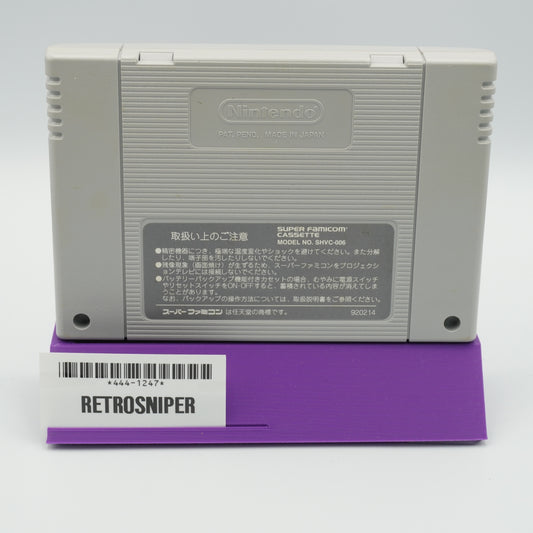 Nintendo®
PAT. PEND. MADE IN JAPAN
取扱い上のご注意
SUPER FAMICOM™
CASSETTE
MODEL NO. SHVC-006
●精密機器につき、極端な温度変化やショックを避けてください。また分解
したり、端子部を汚したりしないでください。
●残像現象（画面焼け）が生ずるため、スーパーファミコンをプロジェク
ションテレビには接続しないでください。
●バッテリーバックアップ機能付きカセットの場合、むやみに電源スイッチ
やリセットスイッチをON・OFFすると、蓄積されている内容が消えてしま
うことがあります。
なお、バックアップの操作方法については、取扱説明書をご参照ください。
スーパーファミコンは任天堂の商標です。
920214
*444-1247*
RETROSNIPER